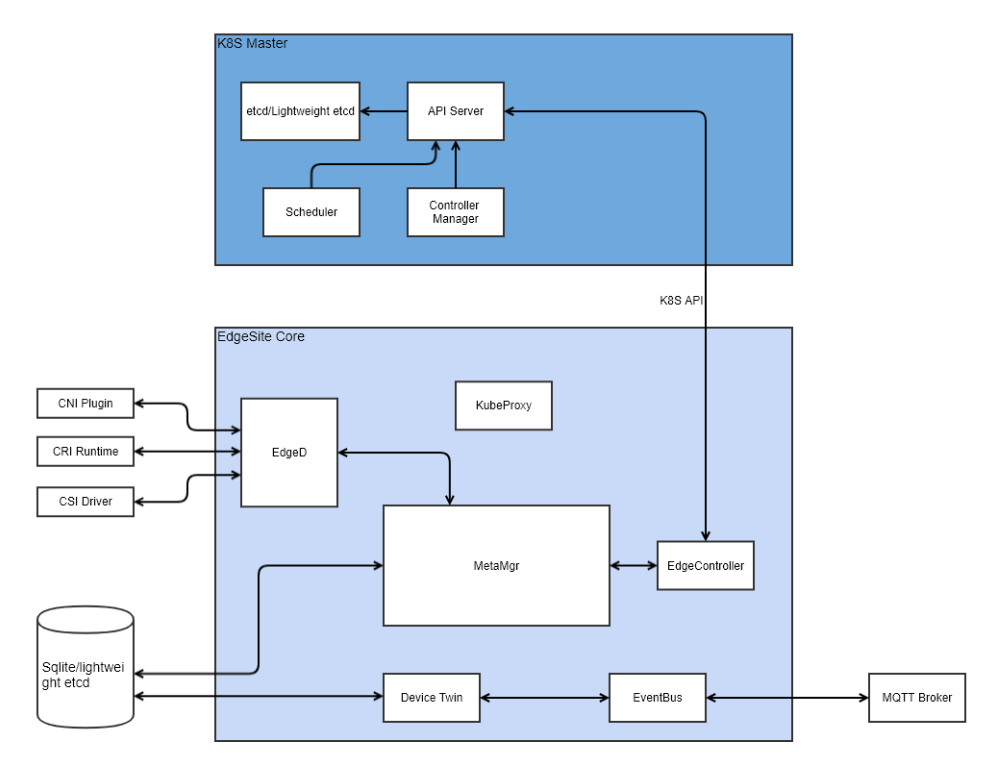 K8S Master
etcd/Lightweight etcd
API Server
Scheduler
Controller
Manager
K8S API
EdgeSite Core
CNI Plugin
KubeProxy
CRI Runtime
EdgeD
CSI Driver
MetaMgr
EdgeController
Sqlite/lightwei
ght etcd
Device Twin
EventBus
MQTT Broker